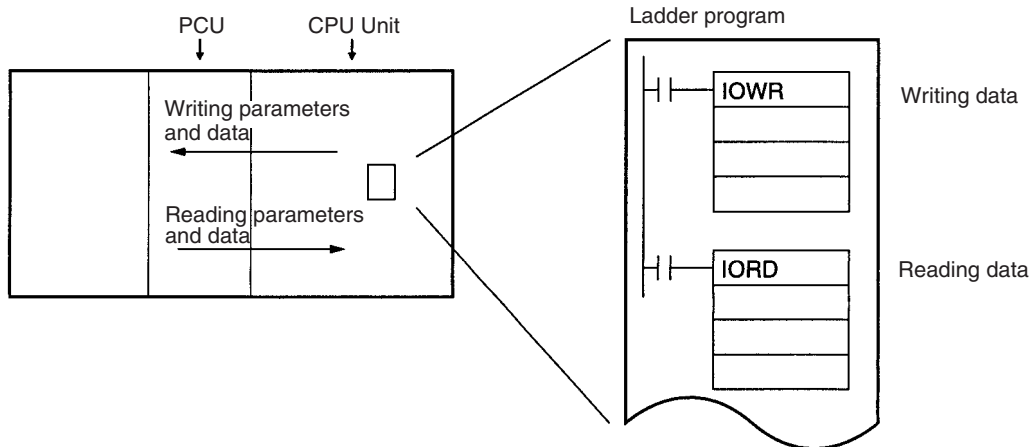 PCU
CPU Unit
Ladder program
Writing parameters
and data
Reading parameters
and data
IOWR
Writing data
IORD
Reading data